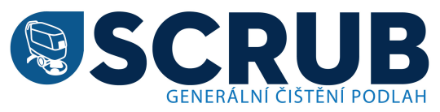 SCRUB
GENERÁLNÍ ČIŠTĚNÍ PODLAH